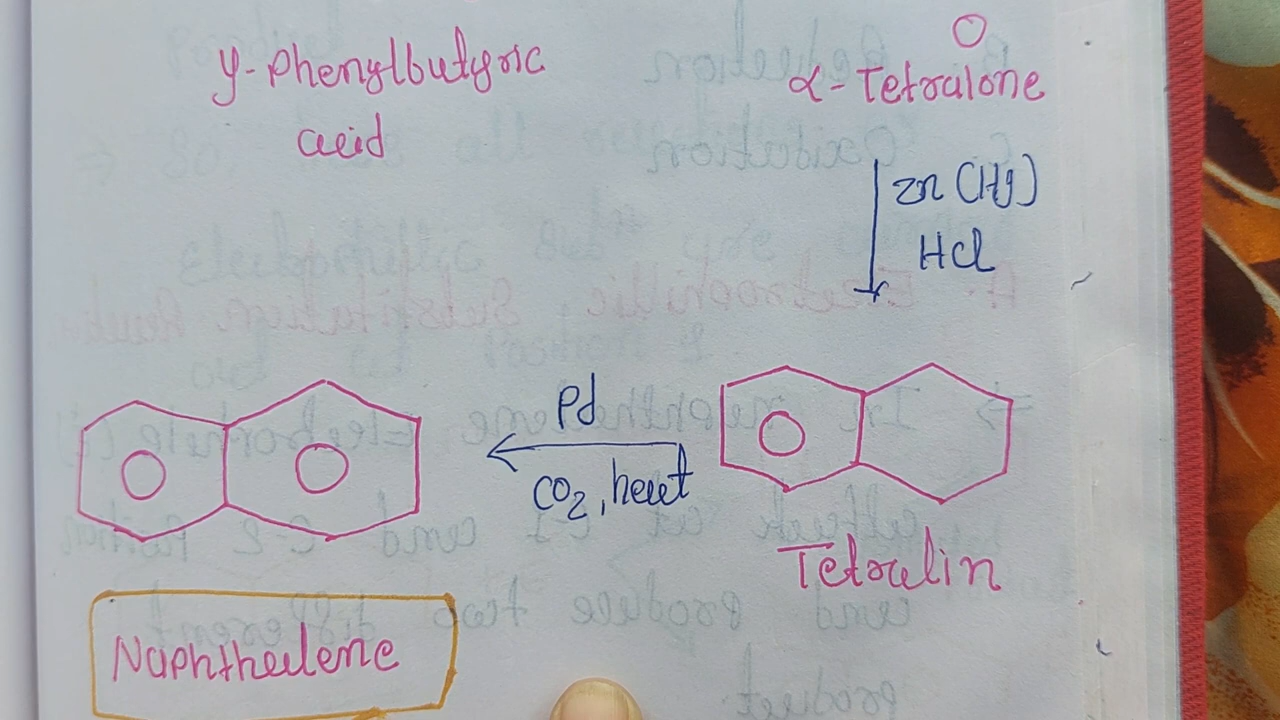 γ-phenylbutyric
acid
O
α-Tetralone
zn (Hg)
HCl
Pd
CO2, heat
Tetralin
Naphthalene